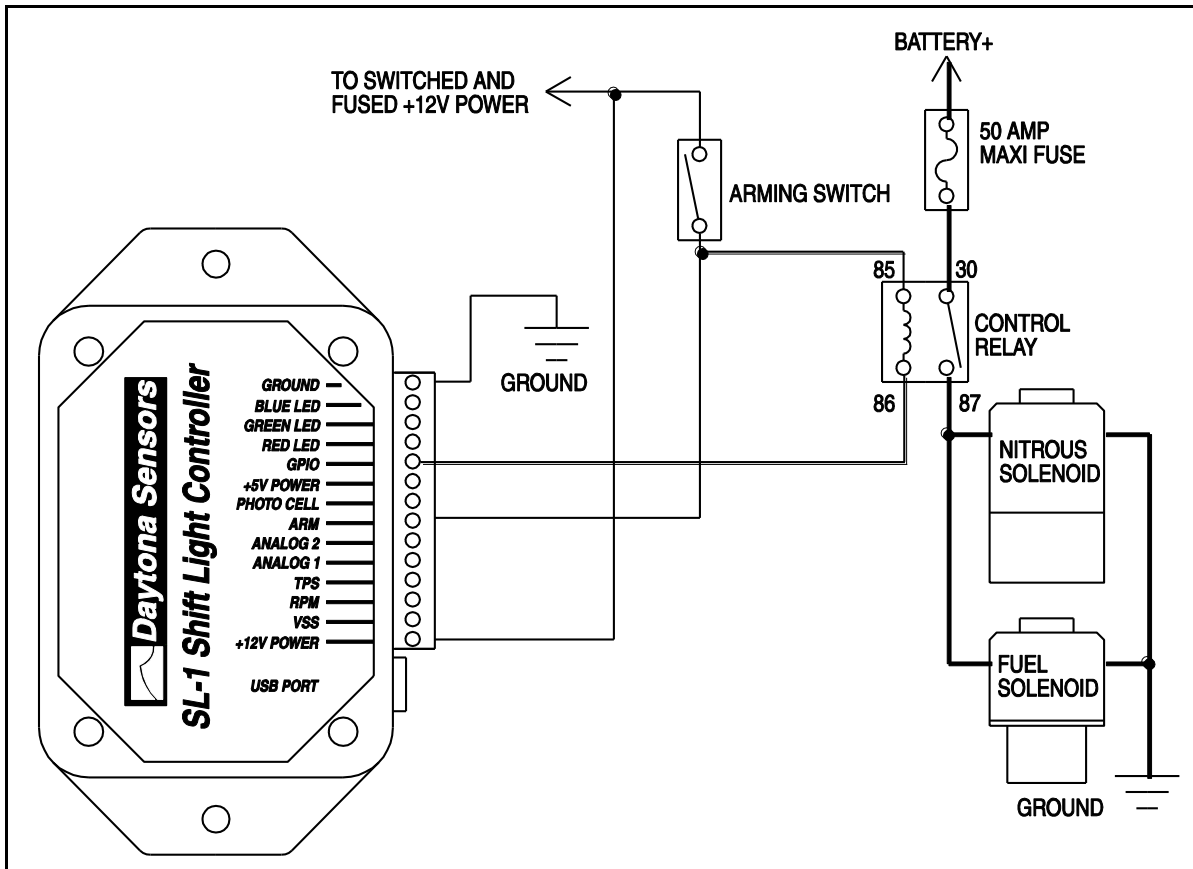 BATTERY+
TO SWITCHED AND
FUSED +12V POWER
50 AMP
MAXI FUSE
ARMING SWITCH
85
30
CONTROL
RELAY
86
87
GROUND
NITROUS
SOLENOID
FUEL
SOLENOID
GROUND
Daytona Sensors
SL-1 Shift Light Controller
GROUND
BLUE LED
GREEN LED
RED LED
GPIO
+5V POWER
PHOTO CELL
ARM
ANALOG 2
ANALOG 1
TPS
RPM
VSS
+12V POWER
USB PORT